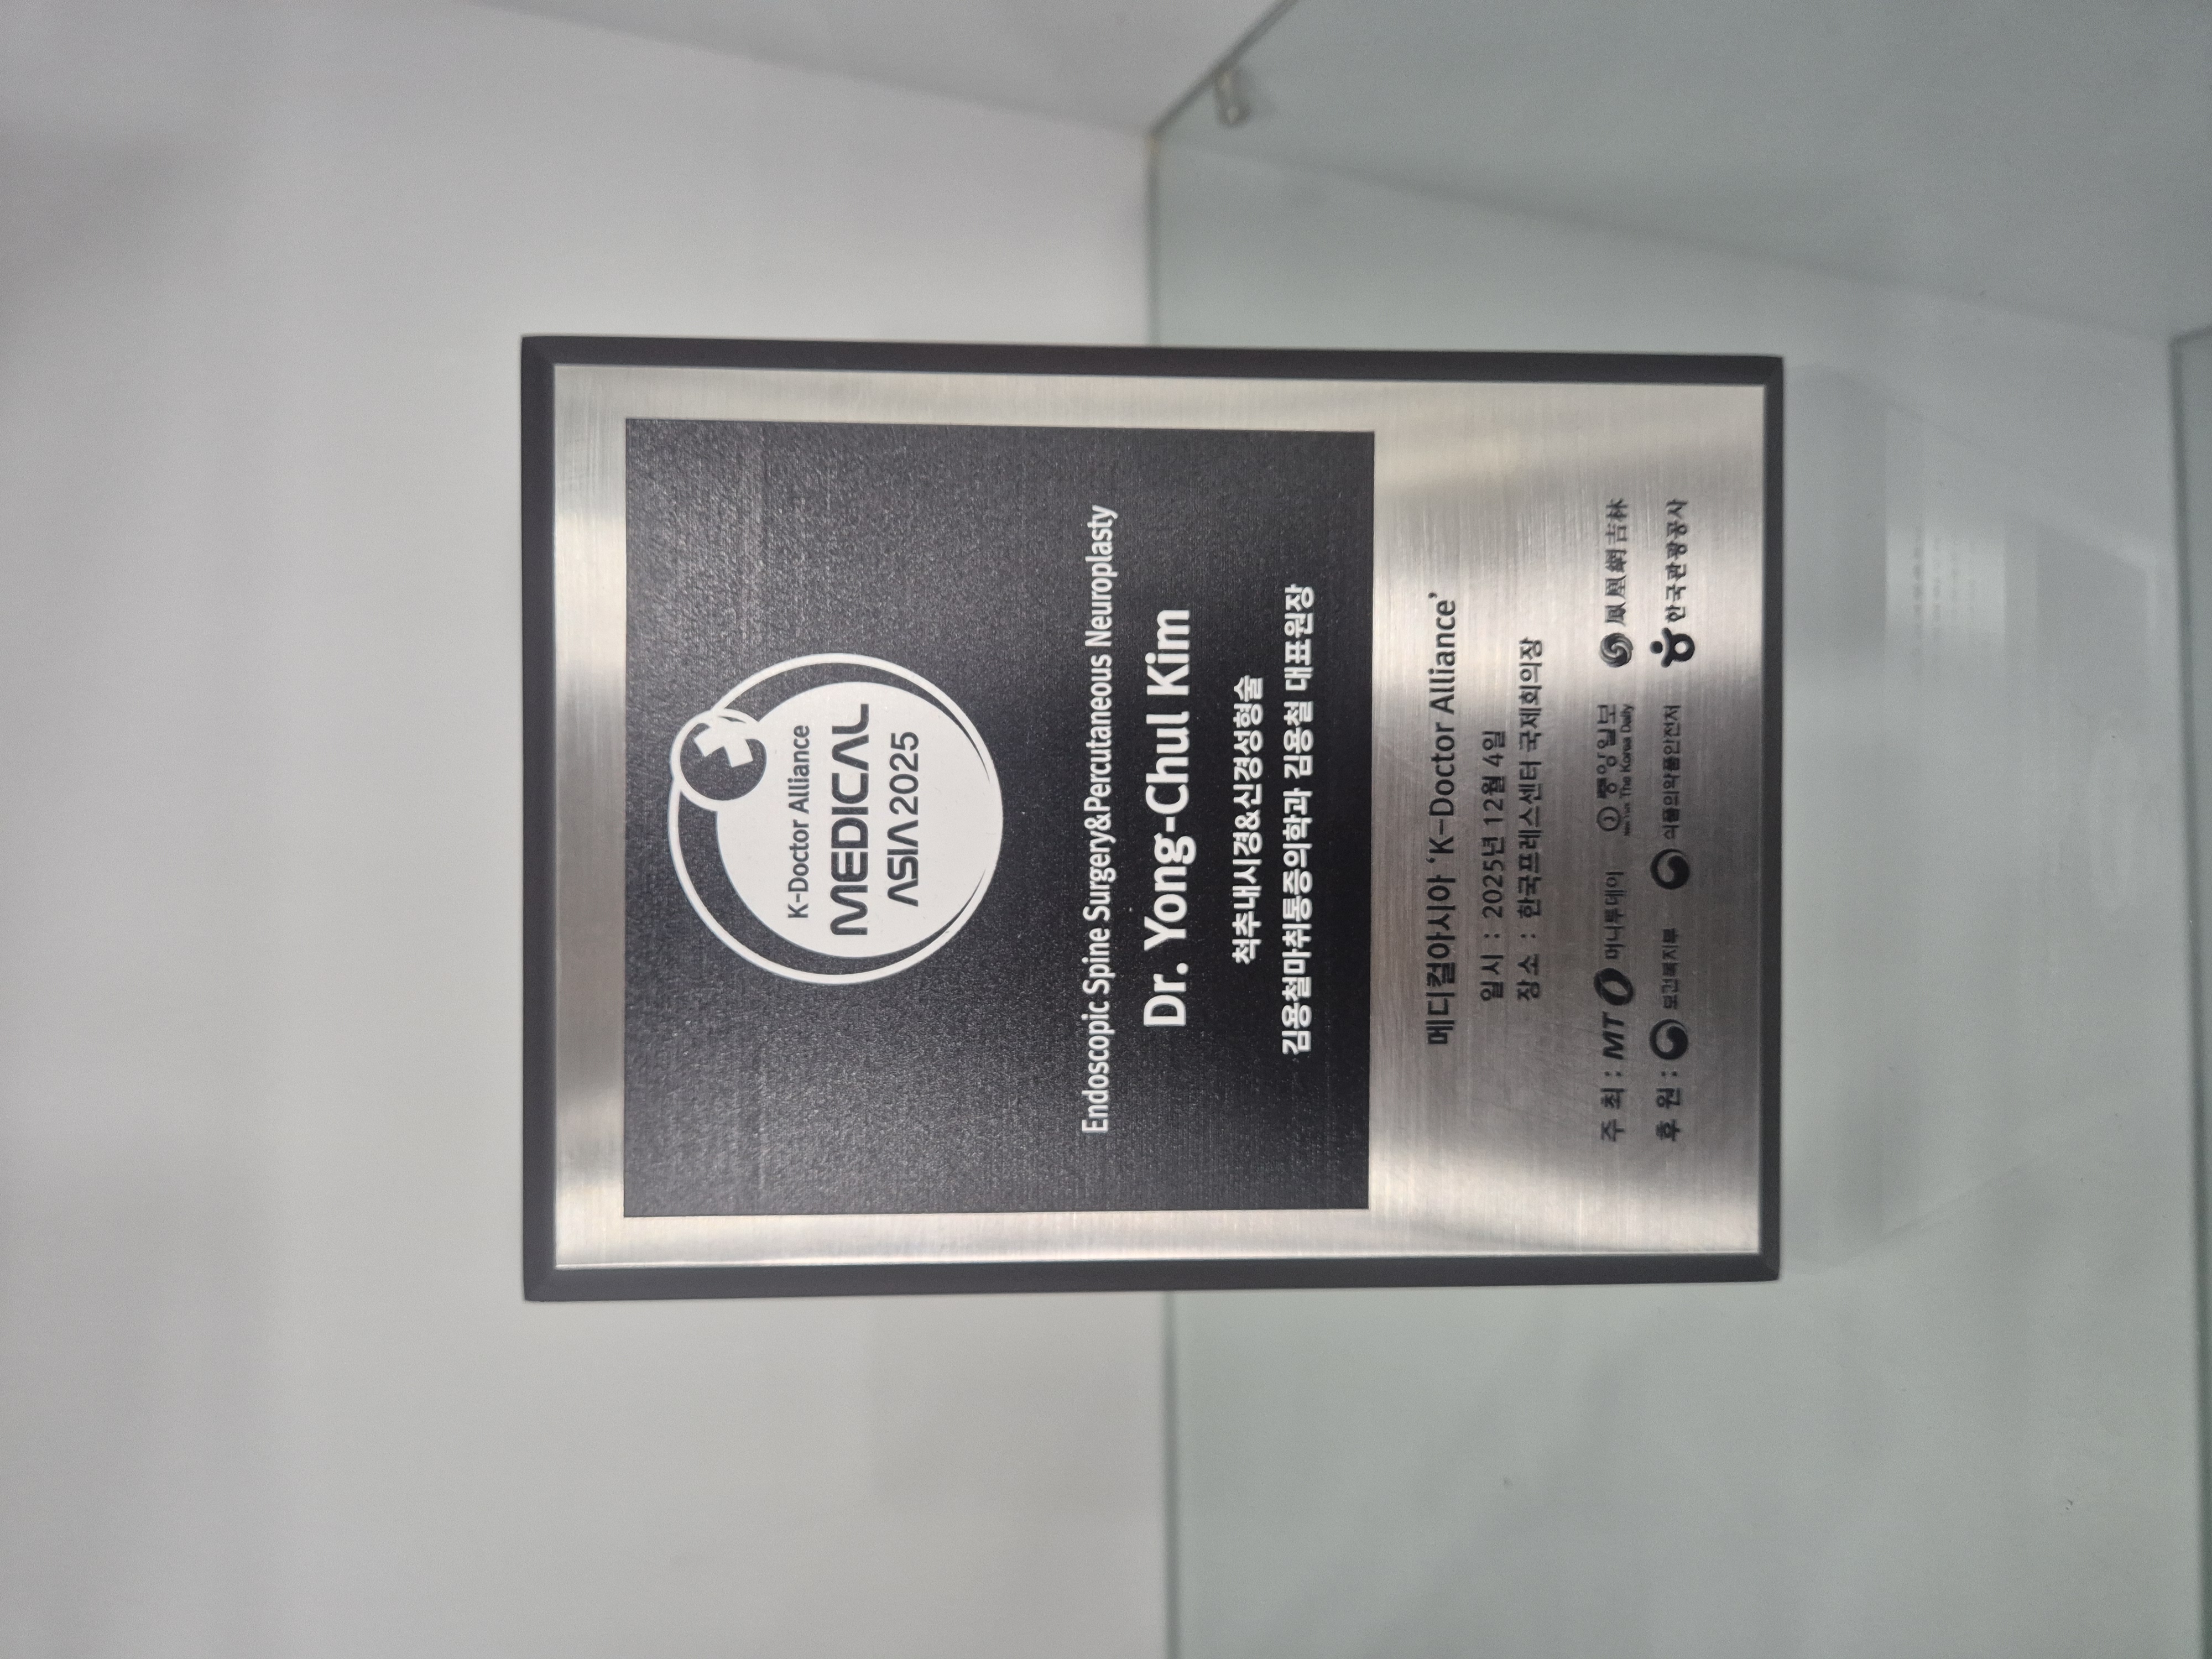 K-Doctor Alliance
MEDICAL
ASIA2025
Endoscopic Spine Surgery&Percutaneous Neuroplasty
Dr. Yong-Chul Kim
척추내시경&신경성형술
김용철마취통증의학과 김용철 대표원장
메디컬아시아 ‘K-Doctor Alliance’
일시 : 2025년 12월 4일
장소 : 한국프레스센터 국제회의장
주 최 : MT 머니투데이 중앙일보 鳳凰網吉林
The Korea Daily
후 원 : 보건복지부 식품의약품안전처 한국관광공사